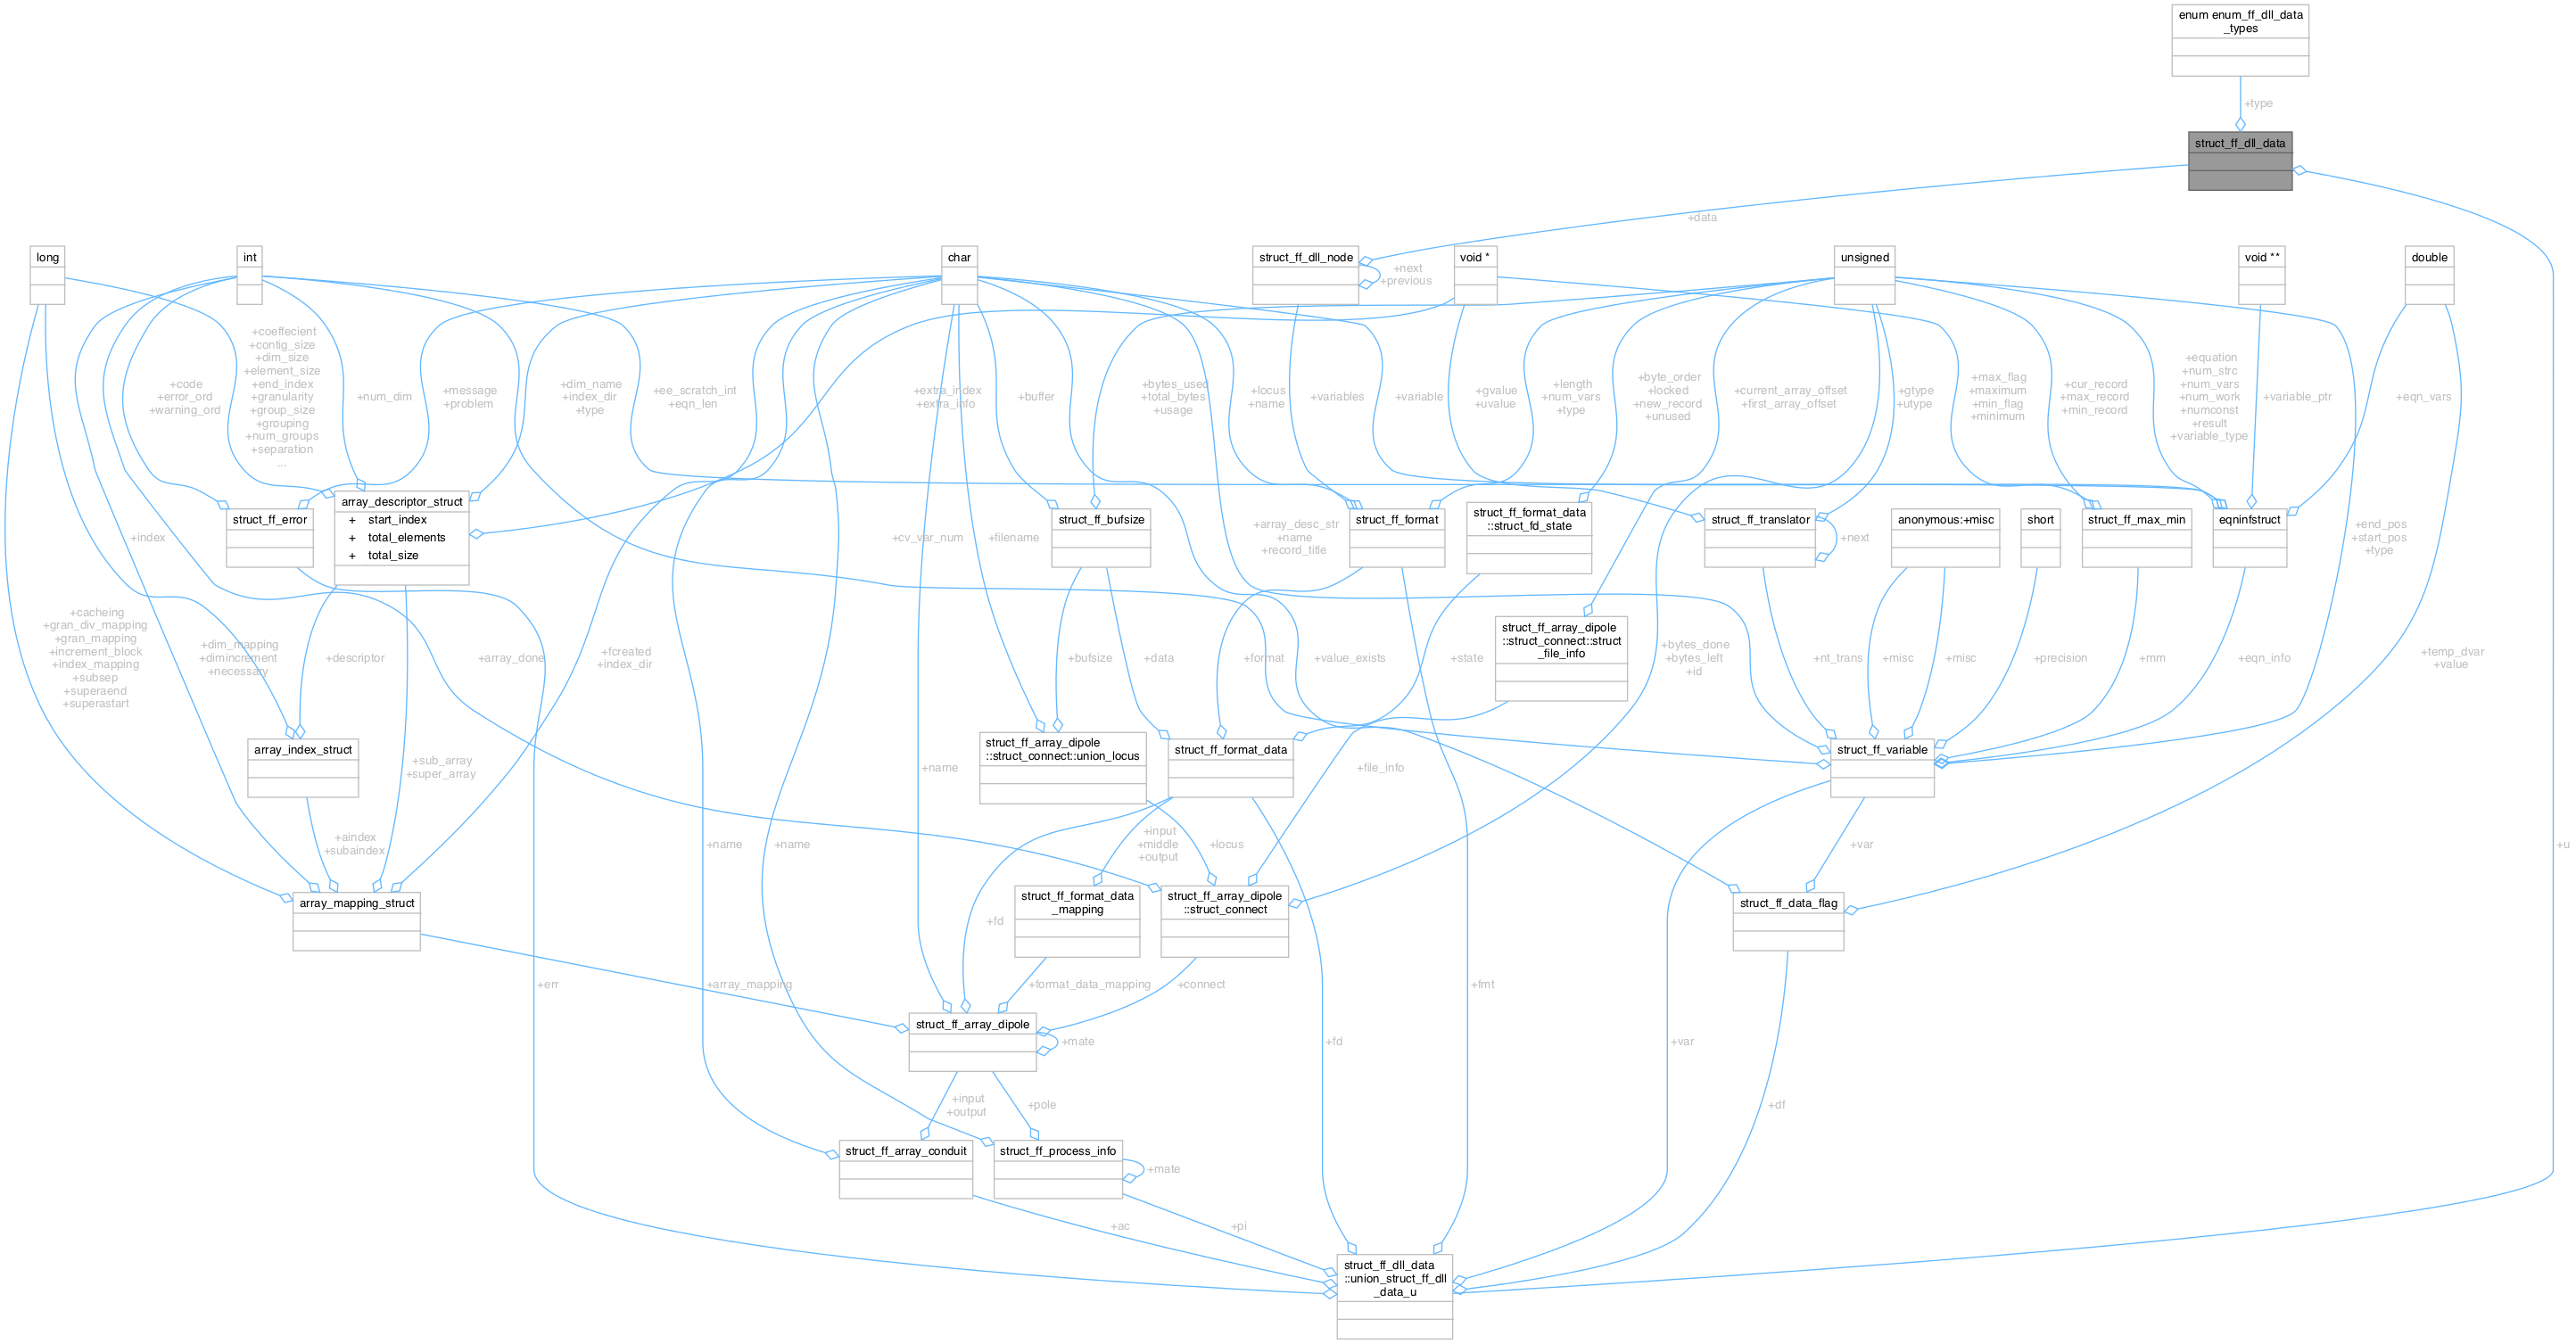 enum enum_ff_dll_data
_types
+type
struct_ff_dll_data
+data
long
int
char
struct_ff_dll_node
+next
+previous
void *
unsigned
void **
double
+coeffecient
+contig_size
+dim_size
+element_size
+end_index
+granularity
+group_size
+grouping
+num_groups
+separation
...
+code
+error_ord
+warning_ord
+num_dim
+message
+problem
+dim_name
+index_dir
+type
+ee_scratch_int
+eqn_len
+extra_index
+extra_info
+buffer
+bytes_used
+total_bytes
+usage
+locus
+name
+variables
+variable
+gvalue
+uvalue
+length
+num_vars
+type
+byte_order
+locked
+new_record
+unused
+current_array_offset
+first_array_offset
+gtype
+utype
+max_flag
+maximum
+min_flag
+minimum
+cur_record
+max_record
+min_record
+equation
+num_strc
+num_vars
+num_work
+numconst
+result
+variable_type
+variable_ptr
+eqn_vars
struct_ff_error
array_descriptor_struct
+ start_index
+ total_elements
+ total_size
struct_ff_bufsize
struct_ff_format
struct_ff_format_data
::struct_fd_state
struct_ff_translator
+next
anonymous:+misc
short
struct_ff_max_min
eqninfstruct
+index
+cv_var_num
+filename
+array_desc_str
+name
+record_title
+end_pos
+start_pos
+type
struct_ff_array_dipole
::struct_connect::struct
_file_info
+cacheing
+gran_div_mapping
+gran_mapping
+increment_block
+index_mapping
+subsep
+superaend
+superastart
+dim_mapping
+dimincrement
+necessary
+descriptor
+array_done
+fcreated
+index_dir
+bufsize
+data
+format
+value_exists
+state
+bytes_done
+bytes_left
+id
+nt_trans
+misc
+misc
+precision
+mm
+eqn_info
+temp_dvar
+value
array_index_struct
+sub_array
+super_array
+name
struct_ff_array_dipole
::struct_connect::union_locus
struct_ff_format_data
+file_info
struct_ff_variable
+aindex
+subaindex
+name
+name
+input
+middle
+output
+locus
+var
+u
array_mapping_struct
+fd
struct_ff_format_data
_mapping
struct_ff_array_dipole
::struct_connect
struct_ff_data_flag
+err
+array_mapping
+format_data_mapping
+connect
+fmt
struct_ff_array_dipole
+mate
+fd
+var
+input
+output
+pole
+df
struct_ff_array_conduit
struct_ff_process_info
+mate
+ac
+pi
struct_ff_dll_data
::union_struct_ff_dll
_data_u